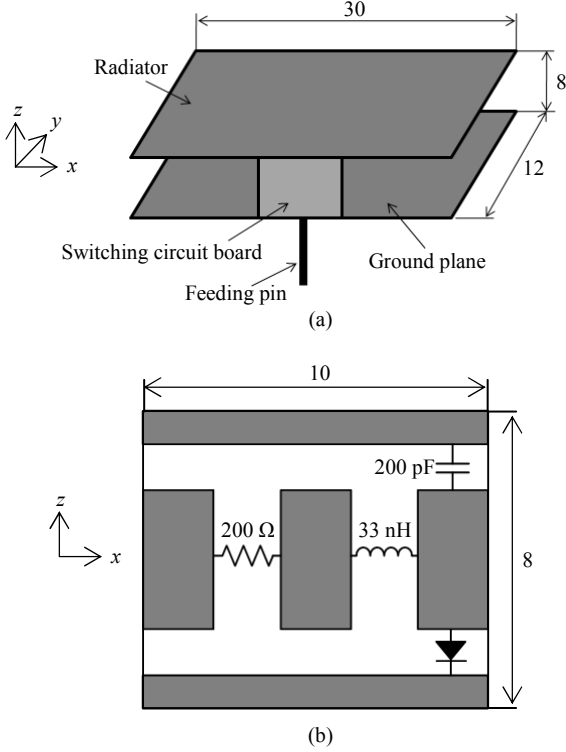 30
Radiator
8
z
y
x
12
Switching circuit board
Ground plane
Feeding pin
(a)
10
200 pF
z
200 Ω
33 nH
x
8
(b)